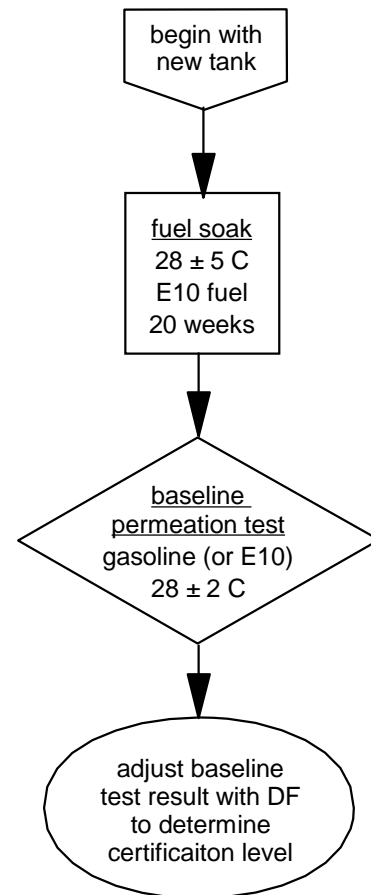 begin with
new tank
fuel soak
28 ± 5 C
E10 fuel
20 weeks
baseline
permeation test
gasoline (or E10)
28 ± 2 C
adjust baseline
test result with DF
to determine
certificaiton level